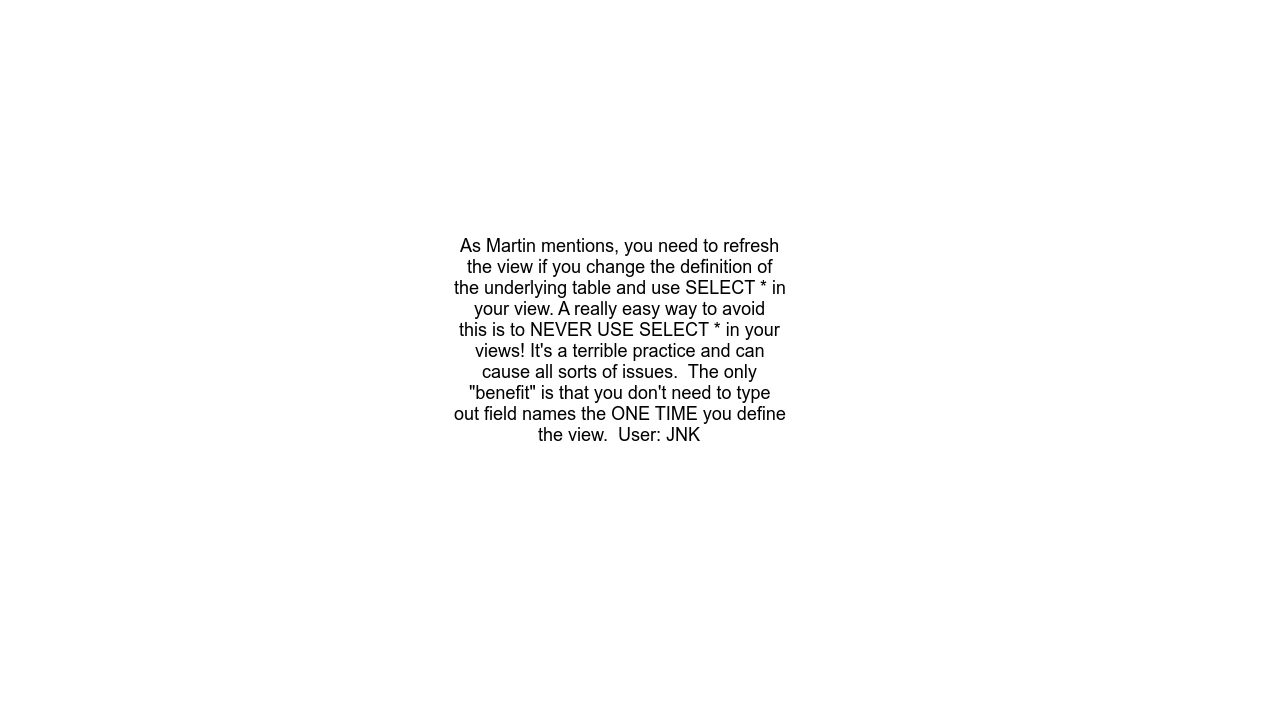 As Martin mentions, you need to refresh
the view if you change the definition of
the underlying table and use SELECT * in
your view. A really easy way to avoid
this is to NEVER USE SELECT * in your
views! It's a terrible practice and can
cause all sorts of issues.  The only
"benefit" is that you don't need to type
out field names the ONE TIME you define
the view.  User: JNK